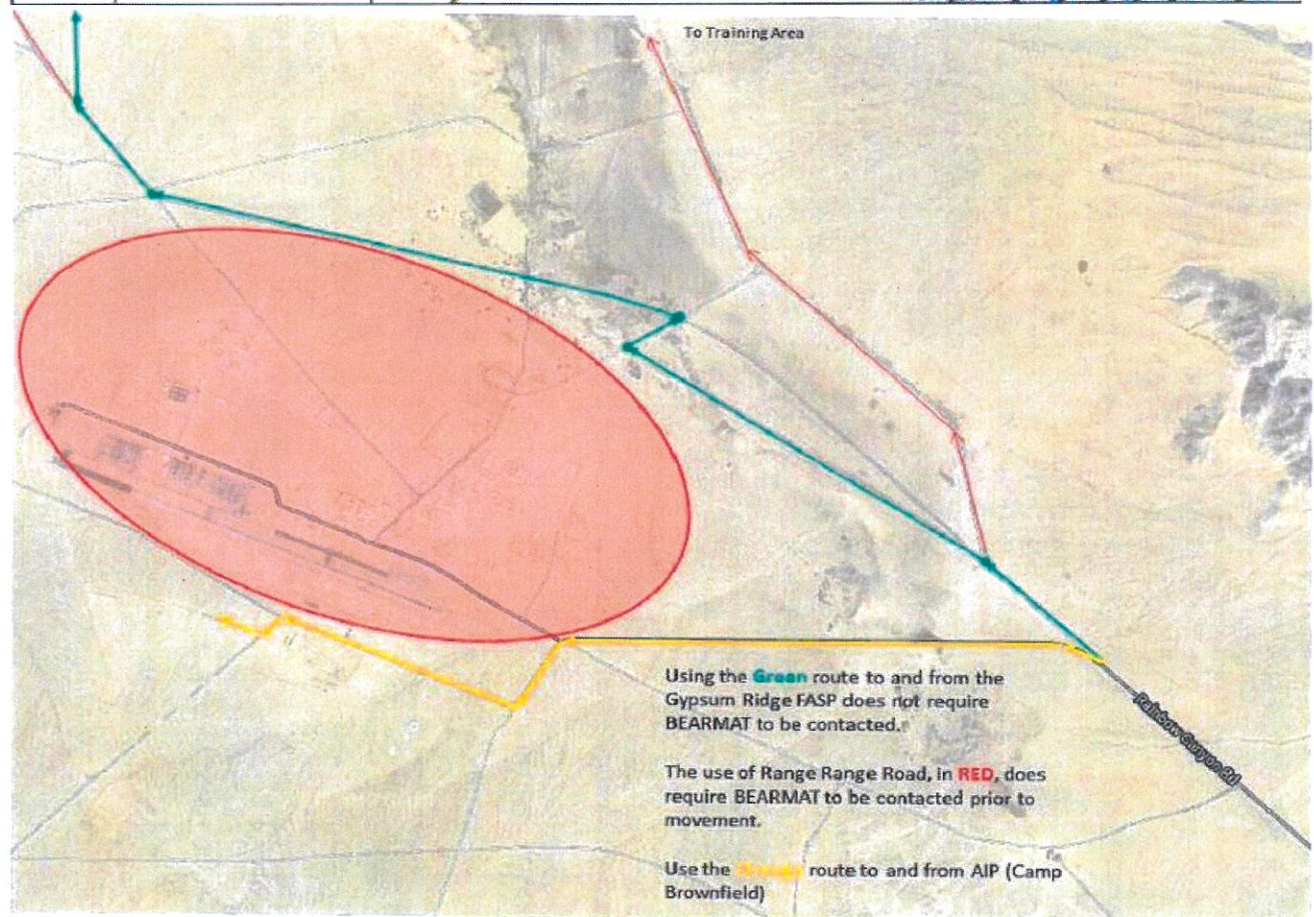 To Training Area
Using the Green route to and from the
Gypsum Ridge FASP does not require
BEARMAT to be contacted.
The use of Range Range Road, in RED, does
require BEARMAT to be contacted prior to
movement.
Use the Orange route to and from AIP (Camp
Brownfield)
Rainbow Canyon Rd